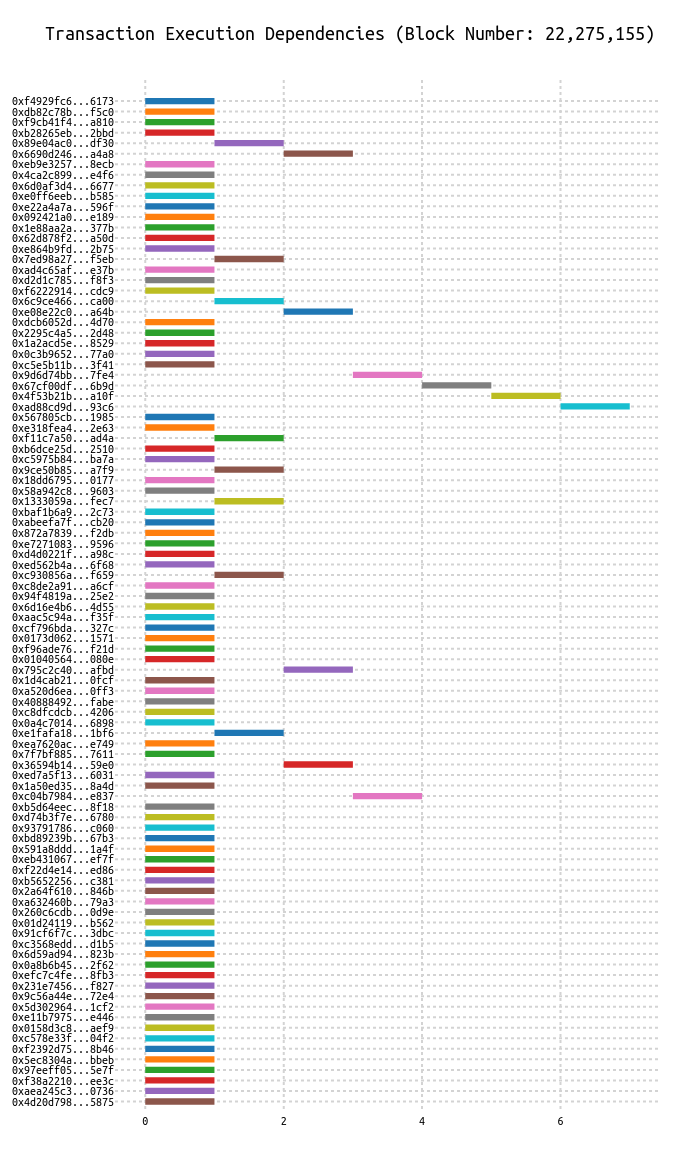 Transaction Execution Dependencies (Block Number: 22,275,155)
0xf4929fc6...6173
0xdb82c78b...f5c0
0xf9cb41f4...a810
0xb28265eb...2bbd
0x89e04ac0...df30
0x6690d246...a4a8
0xeb9e3257...8ecb
0x4ca2c899...e4f6
0x6d0af3d4...6677
0xe0ff6eeb...b585
0xe22a4a7a...596f
0x092421a0...e189
0x1e88aa2a...377b
0x62d878f2...a50d
0xe864b9fd...2b75
0x7ed98a27...f5eb
0xad4c65af...e37b
0xd2d1c785...f8f3
0xf6222914...cdc9
0x6c9ce466...ca00
0xe08e22c0...a64b
0xdcb6052d...4d70
0x2295c4a5...2d48
0x1a2acd5e...8529
0x0c3b9652...77a0
0xc5e5b11b...3f41
0x9d6d74bb...7fe4
0x67cf00df...6b9d
0x4f53b21b...a10f
0xad88cd9d...93c6
0x567805cb...1985
0xe318fea4...2e63
0xf11c7a50...ad4a
0xb6dce25d...2510
0xc5975b84...ba7a
0x9ce50b85...a7f9
0x18dd6795...0177
0x58a942c8...9603
0x1333059a...fec7
0xbaf1b6a9...2c73
0xabeefa7f...cb20
0x872a7839...f2db
0xe7271083...9596
0xd4d0221f...a98c
0xed562b4a...6f68
0xc930856a...f659
0xc8de2a91...a6cf
0x94f4819a...25e2
0x6d16e4b6...4d55
0xaac5c94a...f35f
0xcf796bda...327c
0x0173d062...1571
0xf96ade76...f21d
0x01040564...080e
0x795c2c40...afbd
0x1d4cab21...0fcf
0xa520d6ea...0ff3
0x40888492...fabe
0xc8dfcdcb...4206
0x0a4c7014...6898
0xe1fafa18...1bf6
0xea7620ac...e749
0x7f7bf885...7611
0x36594b14...59e0
0xed7a5f13...6031
0x1a50ed35...8a4d
0xc04b7984...e837
0xb5d64eec...8f18
0xd74b3f7e...6780
0x93791786...c060
0xbd89239b...67b3
0x591a8ddd...1a4f
0xeb431067...ef7f
0xf22d4e14...ed86
0xb5652256...c381
0x2a64f610...846b
0xa632460b...79a3
0x260c6cdb...0d9e
0x01d24119...b562
0x91cf6f7c...3dbc
0xc3568edd...d1b5
0x6d59ad94...823b
0x0a8b6b45...2f62
0xefc7c4fe...8fb3
0x231e7456...f827
0x9c56a44e...72e4
0x5d302964...1cf2
0xe11b7975...e446
0x0158d3c8...aef9
0xc578e33f...04f2
0xf2392d75...8b46
0x5ec8304a...bbeb
0x97eeff05...5e7f
0xf38a2210...ee3c
0xaea245c3...0736
0x4d20d798...5875
0 2 4 6